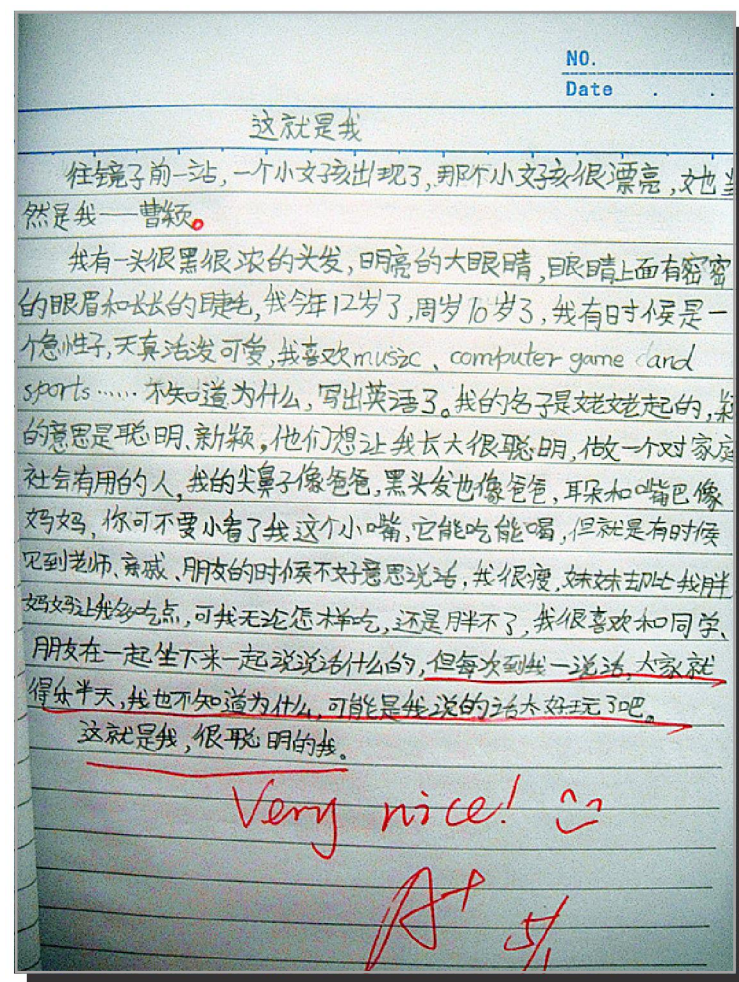 NO.
Date . .
这就是我
往镜子前一站,一个小女孩出现了,那个小女孩很漂亮,她当
然是我——曹颖。
我有一头很黑很浓的头发,明亮的大眼睛,眼睛上面有密密
的眼眉和长长的睫毛,我今年12岁了,周岁10岁了,我有时候是一
个急性子,天真活泼可爱,我喜欢music、computer game and
sports……不知道为什么,写出英语了。我的名子是姥姥起的,颖
的意思是聪明、新颖,他们想让我长大很聪明,做一个对家庭
社会有用的人,我的尖鼻子像爸爸,黑头发也像爸爸,耳朵和嘴巴像
妈妈,你可不要小看了我这个小嘴,它能吃能喝,但就是有时候
见到老师、亲戚、朋友的时候不好意思说话,我很瘦,妹妹却比我胖
妈妈让我多吃点,可我无论怎样吃,还是胖不了,我很喜欢和同学、
朋友在一起坐下来一起说说话什么的,但每次到我一说话,大家就
得乐半天,我也不知道为什么,可能是我说的话太好玩了吧。
这就是我,很聪明的我。
Very nice!
A+
5/1